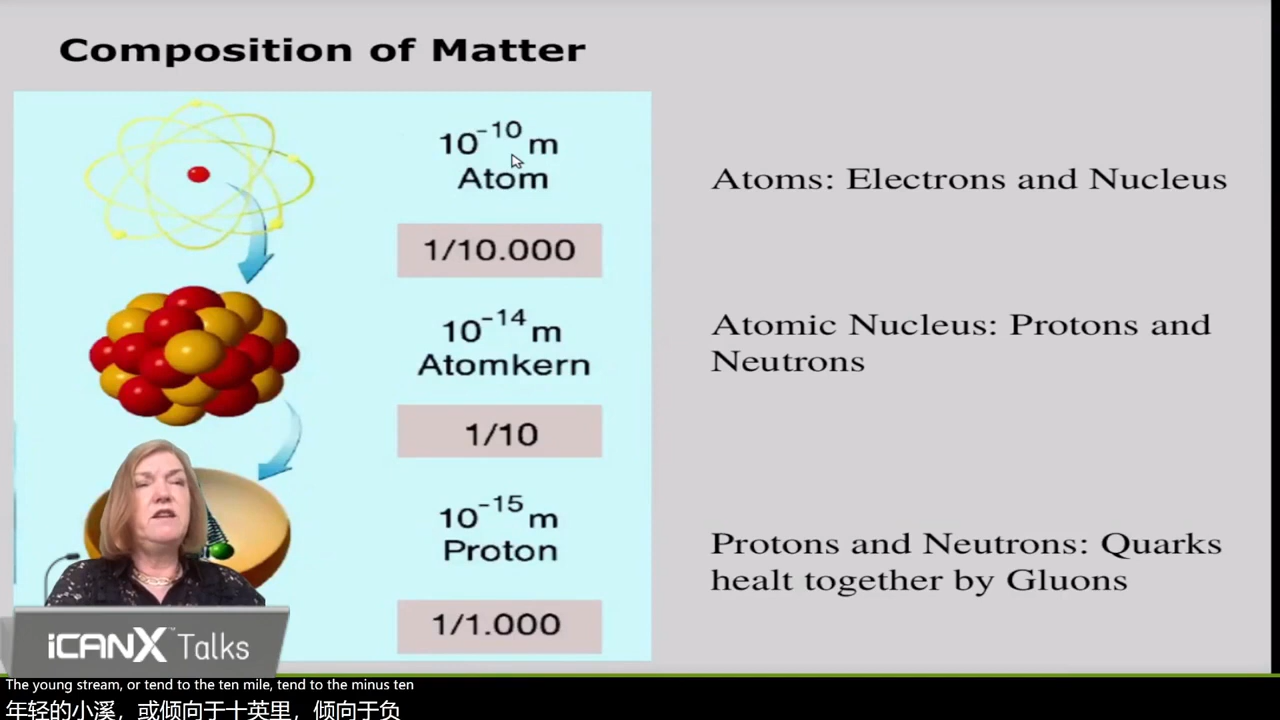 Composition of Matter
10⁻¹⁰ m
Atom
1/10.000
10⁻¹⁴ m
Atomkern
1/10
10⁻¹⁵ m
Proton
1/1.000
Atoms: Electrons and Nucleus
Atomic Nucleus: Protons and
Neutrons
Protons and Neutrons: Quarks
healt together by Gluons
iCANX™ Talks
The young stream, or tend to the ten mile, tend to the minus ten
年轻的小溪，或倾向于十英里，倾向于负